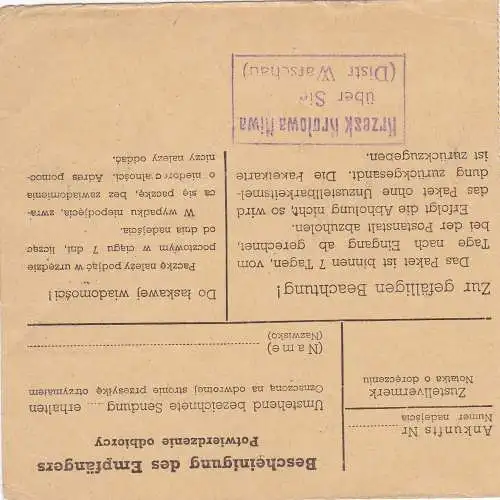 Bescheinigung des Empfängers
Potwierdzenie odbiorcy
Ankunfts Nr
Numer nadejścia
Zustellvermerk
Notatka o doręczeniu
Umstehend bezeichnete Sendung .... erhalten
Oznaczoną na odwrotnej stronie przesyłkę otrzymałem
(Name)
(Nazwisko)
Zur gefälligen Beachtung!
Das Paket ist binnen 7 Tagen, vom
Tage nach Eingang ab gerechnet,
bei der Postanstalt abzuholen.
Erfolgt die Abholung nicht, so wird
das Paket ohne Unzustellbarkeitsmel-
dung zurückgesandt. Die Paketkarte
ist zurückzugeben.
Do łaskawej wiadomości!
Paczkę należy podjąć w urzędzie
pocztowym w ciągu 7 dni, licząc
od dnia nadejścia.
W wypadku niepodjęcia, zwra-
ca się paczkę, bez zawiadomienia
o niedoręczalności. Adres pomoc-
niczy należy oddać.
Krzesk Krolowa Niwa
über Sie
(Distr Warschau)